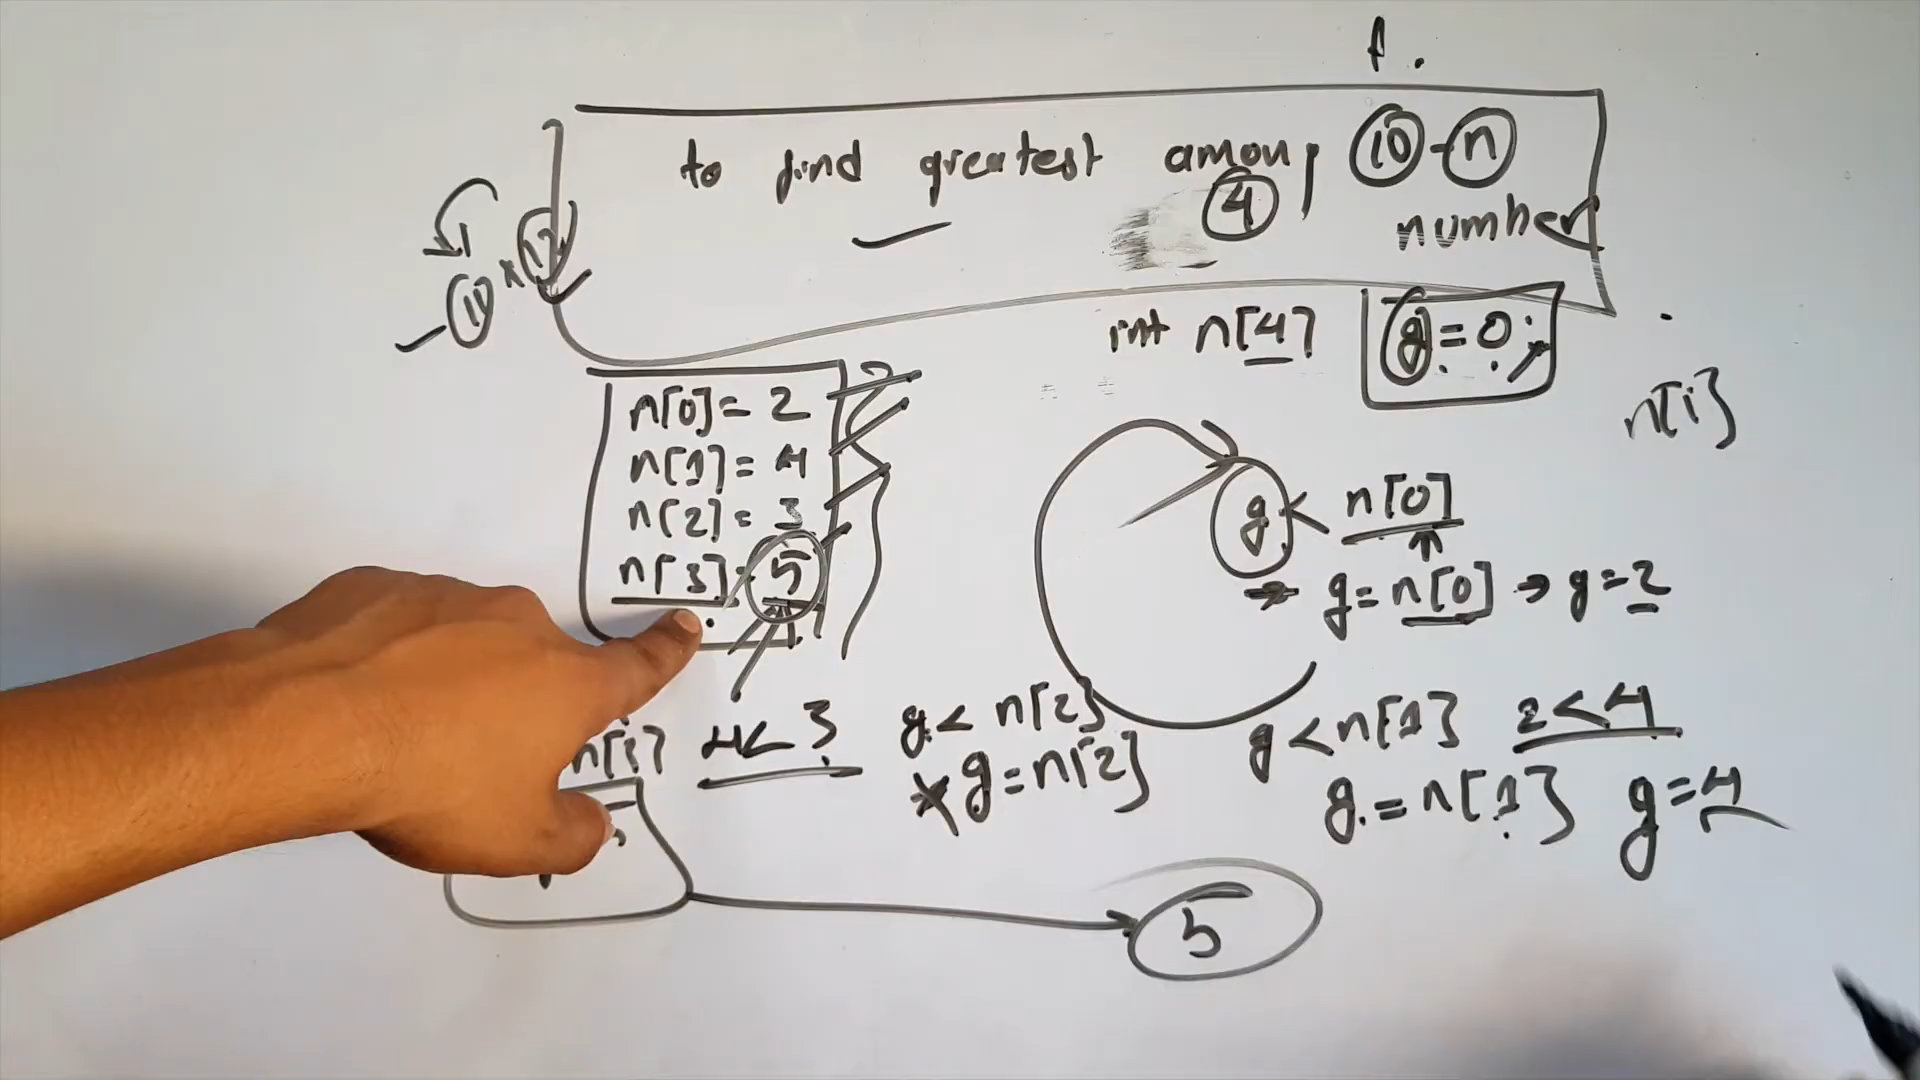 to find greatest among 10 - n
4
number
int n[4]
g = 0;
n[i]
n[0] = 2
n[1] = 4
n[2] = 3
n[3] = 5
g < n[0]
g = n[0] → g = 2
g < n[1] 2 < 4
g = n[1] g = 4
g < n[2]
g = n[2]
n[i] 4 < 3
5